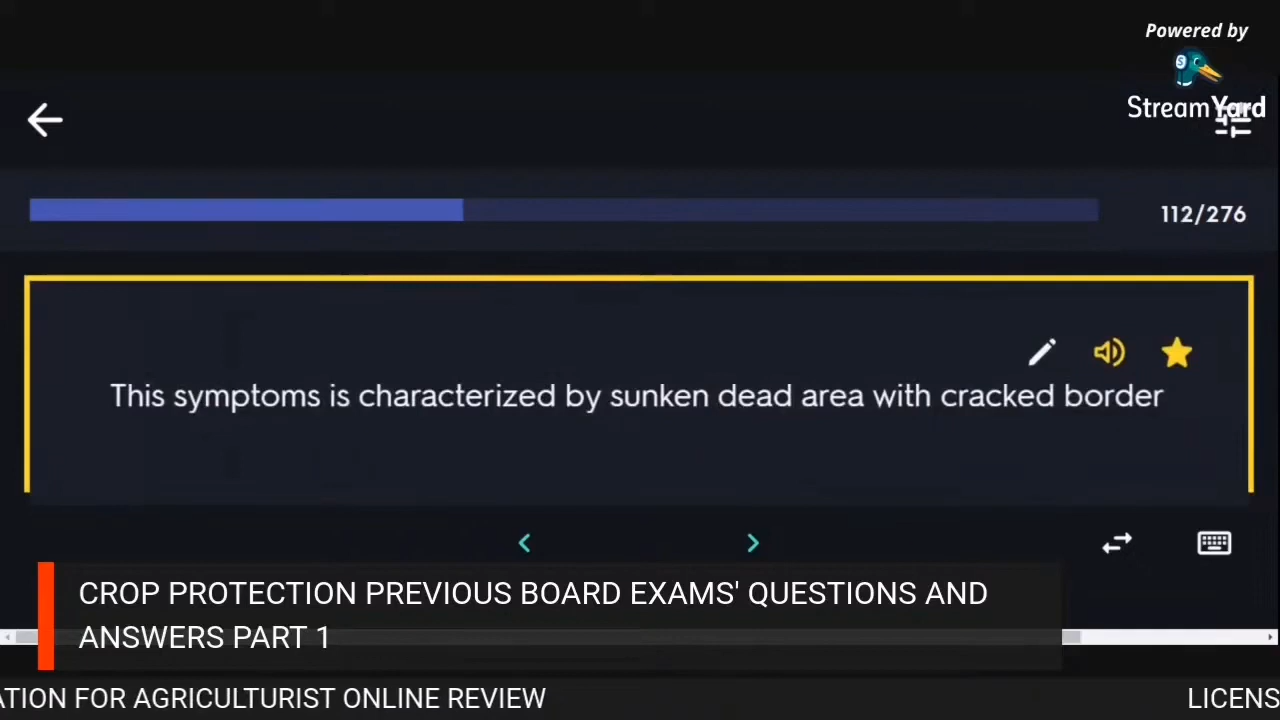 Powered by
StreamYard
112/276
This symptoms is characterized by sunken dead area with cracked border
CROP PROTECTION PREVIOUS BOARD EXAMS' QUESTIONS AND
ANSWERS PART 1
ATION FOR AGRICULTURIST ONLINE REVIEW
LICENS